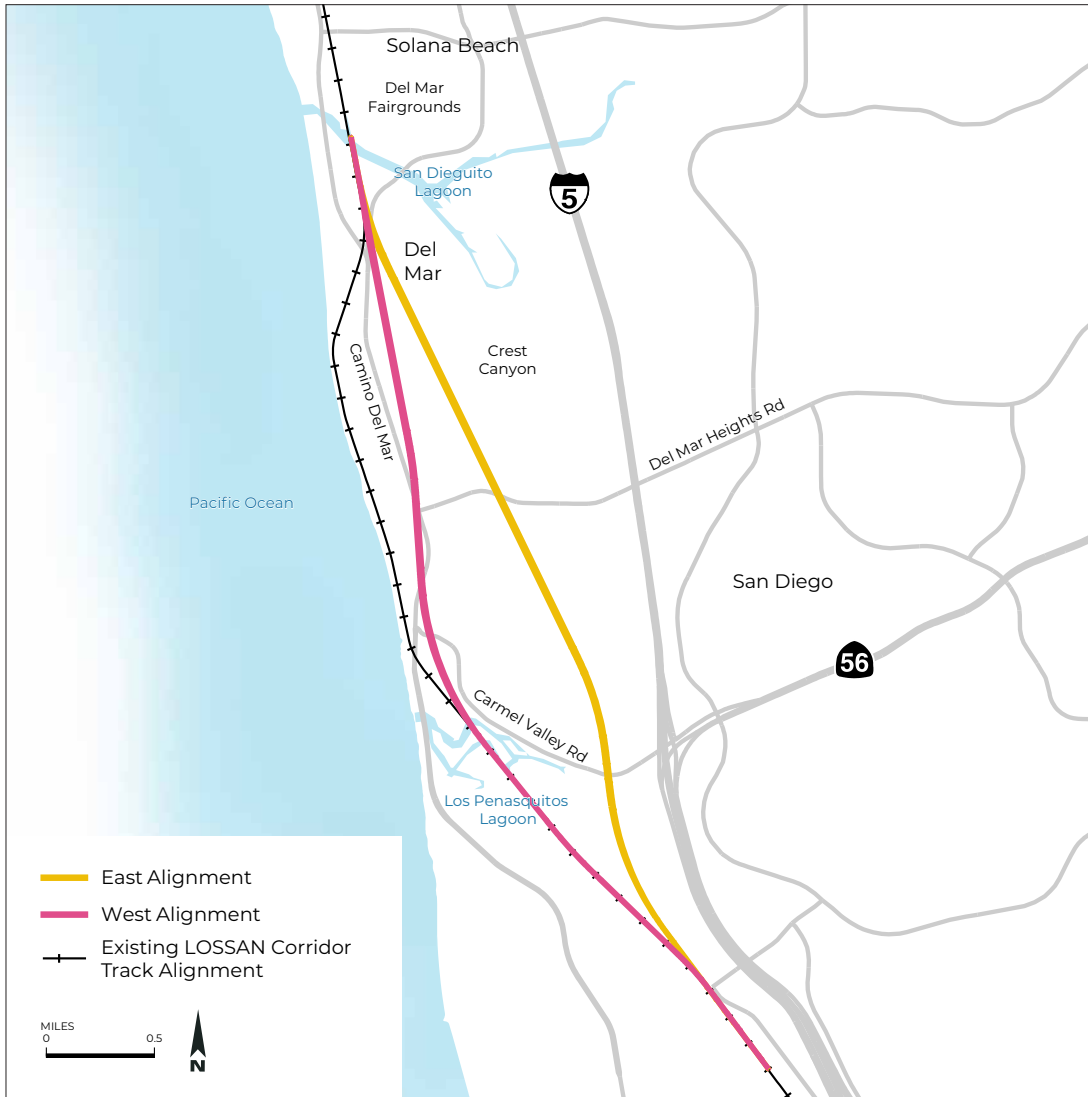 Solana Beach
Del Mar
Fairgrounds
San Dieguito
Lagoon
5
Del
Mar
Crest
Canyon
Camino Del Mar
Del Mar Heights Rd
Pacific Ocean
San Diego
56
Carmel Valley Rd
Los Penasquitos
Lagoon
East Alignment
West Alignment
Existing LOSSAN Corridor
Track Alignment
MILES
0 0.5
N